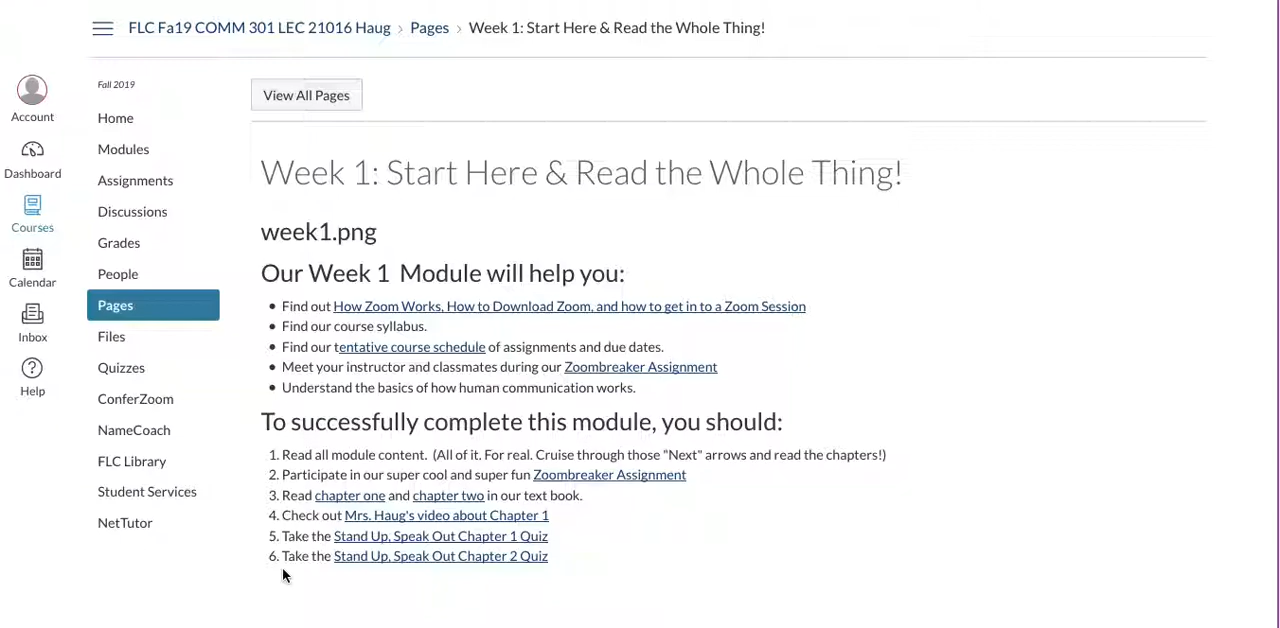 FLC Fa19 COMM 301 LEC 21016 Haug › Pages › Week 1: Start Here & Read the Whole Thing!
Account
Dashboard
Courses
Calendar
Inbox
Help
Fall 2019
Home
Modules
Assignments
Discussions
Grades
People
Pages
Files
Quizzes
ConferZoom
NameCoach
FLC Library
Student Services
NetTutor
View All Pages
Week 1: Start Here & Read the Whole Thing!
week1.png
Our Week 1 Module will help you:
• Find out How Zoom Works, How to Download Zoom, and how to get in to a Zoom Session
• Find our course syllabus.
• Find our tentative course schedule of assignments and due dates.
• Meet your instructor and classmates during our Zoombreaker Assignment
• Understand the basics of how human communication works.
To successfully complete this module, you should:
1. Read all module content. (All of it. For real. Cruise through those "Next" arrows and read the chapters!)
2. Participate in our super cool and super fun Zoombreaker Assignment
3. Read chapter one and chapter two in our text book.
4. Check out Mrs. Haug's video about Chapter 1
5. Take the Stand Up, Speak Out Chapter 1 Quiz
6. Take the Stand Up, Speak Out Chapter 2 Quiz